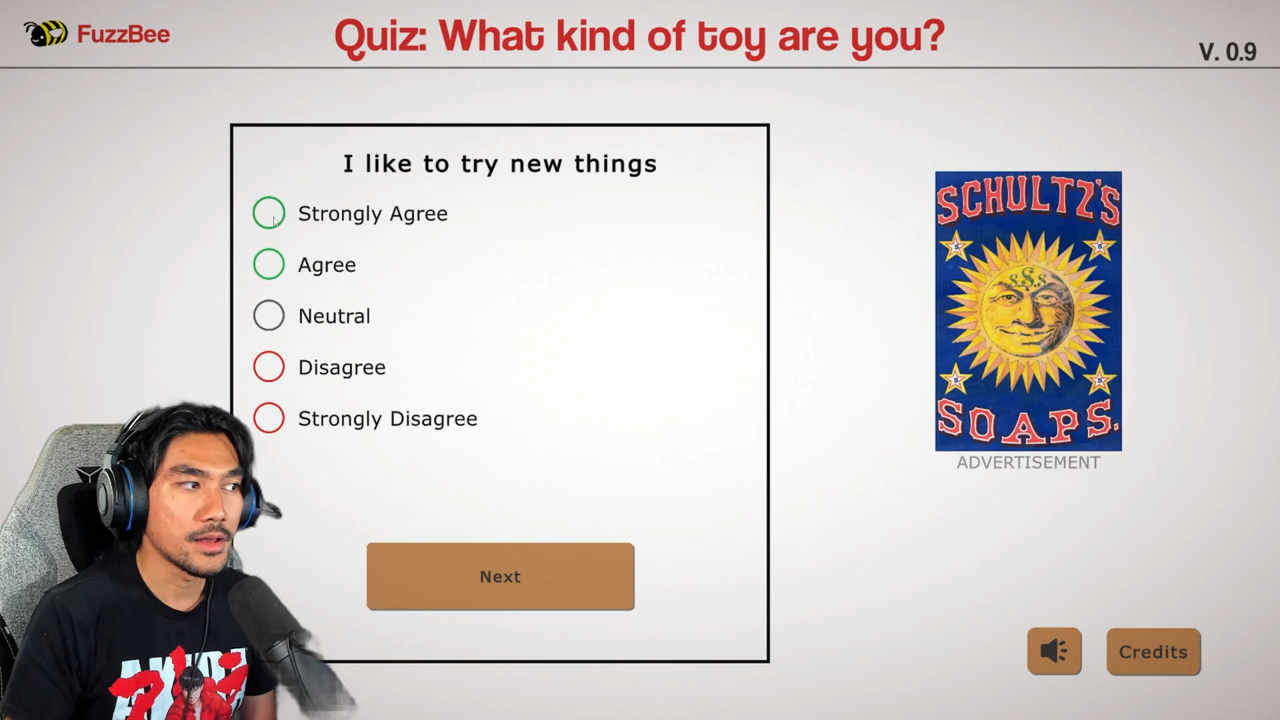 FuzzBee
Quiz: What kind of toy are you?
V. 0.9
I like to try new things
Strongly Agree
Agree
Neutral
Disagree
Strongly Disagree
Next
SCHULTZ'S
S.S.S
SOAPS.
ADVERTISEMENT
Credits
AKIRA